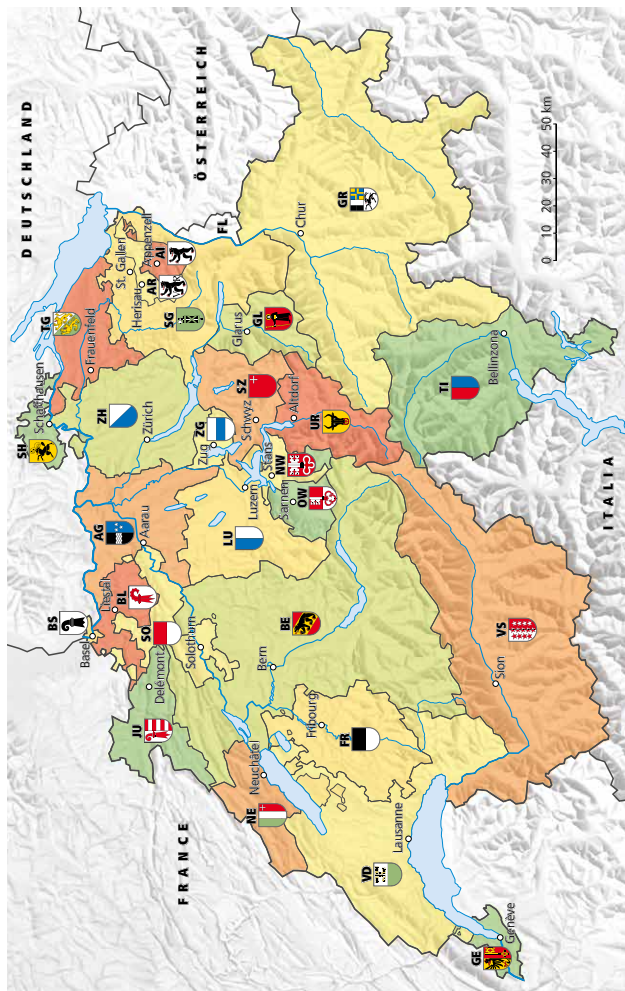 DEUTSCHLAND
SH
Schaffhausen
TG
BS
Basel
Frauenfeld
ZH
AG
Liestal
BL
St. Gallen
Herisau
Appenzell
AR
AI
JU
Delémont
SO
Aarau
Zürich
SG
ÖSTERREICH
FRANCE
Solothurn
ZG
Zug
FL
LU
Luzern
SZ
Schwyz
Glarus
GL
NE
Neuchâtel
Bern
BE
Stans
NW
Sarnen
OW
Altdorf
UR
Chur
GR
Fribourg
FR
VD
Lausanne
TI
Bellinzona
Sion
VS
GE
Genève
0 10 20 30 40 50 km
ITALIA